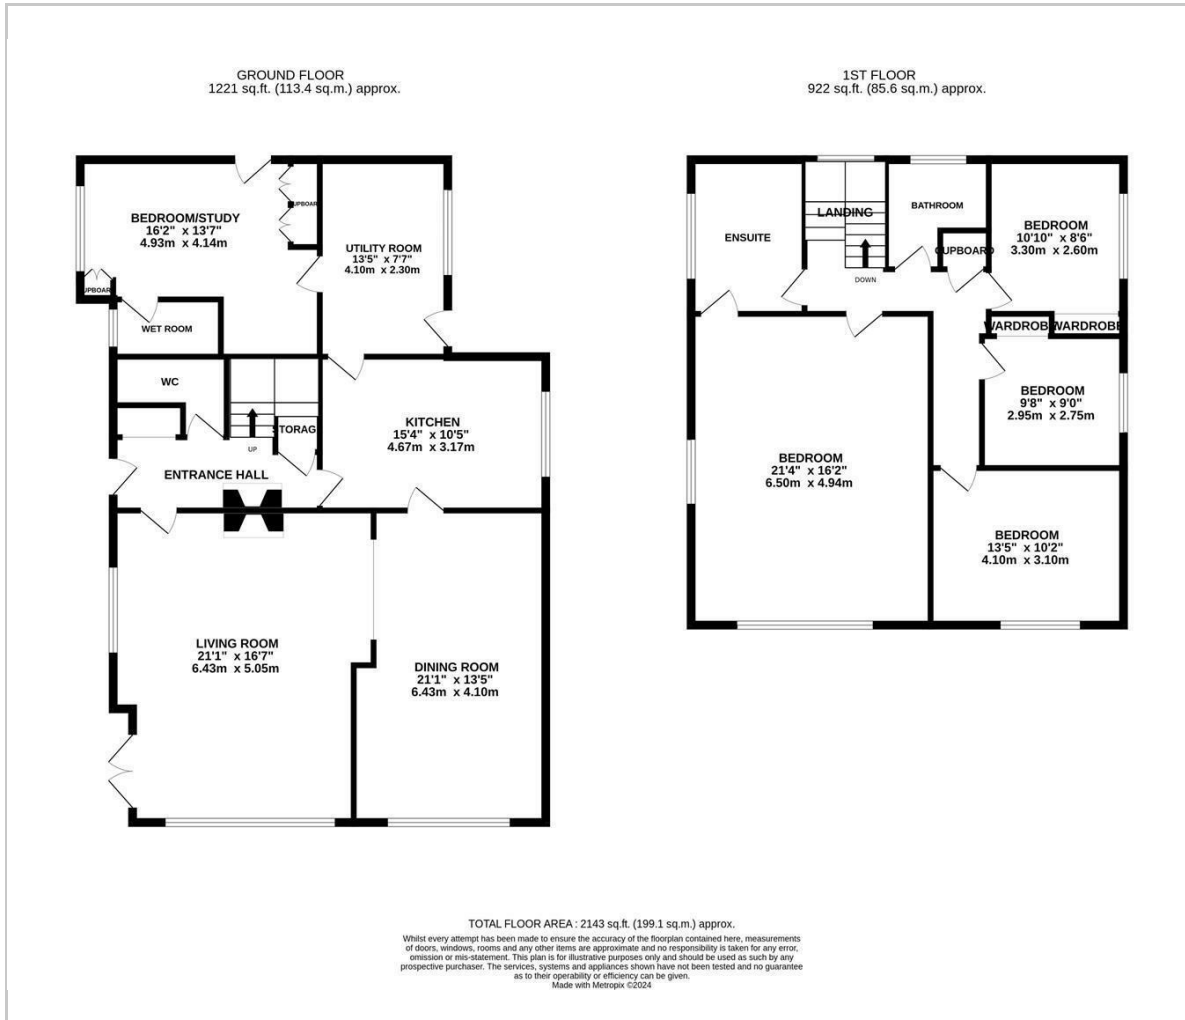 GROUND FLOOR
1221 sq.ft. (113.4 sq.m.) approx.
BEDROOM/STUDY
16'2" x 13'7"
4.93m x 4.14m
UPBOAR
UPBOAR
UTILITY ROOM
13'5" x 7'7"
4.10m x 2.30m
WET ROOM
WC
KITCHEN
15'4" x 10'5"
4.67m x 3.17m
STORAG
UP
ENTRANCE HALL
LIVING ROOM
21'1" x 16'7"
6.43m x 5.05m
DINING ROOM
21'1" x 13'5"
6.43m x 4.10m
1ST FLOOR
922 sq.ft. (85.6 sq.m.) approx.
ENSUITE
LANDING
DOWN
BATHROOM
CUPBOARD
BEDROOM
10'10" x 8'6"
3.30m x 2.60m
WARDROBE
WARDROBE
BEDROOM
9'8" x 9'0"
2.95m x 2.75m
BEDROOM
21'4" x 16'2"
6.50m x 4.94m
BEDROOM
13'5" x 10'2"
4.10m x 3.10m
TOTAL FLOOR AREA : 2143 sq.ft. (199.1 sq.m.) approx.
Whilst every attempt has been made to ensure the accuracy of the floorplan contained here, measurements
of doors, windows, rooms and any other items are approximate and no responsibility is taken for any error,
omission or mis-statement. This plan is for illustrative purposes only and should be used as such by any
prospective purchaser. The services, systems and appliances shown have not been tested and no guarantee
as to their operability or efficiency can be given.
Made with Metropix ©2024